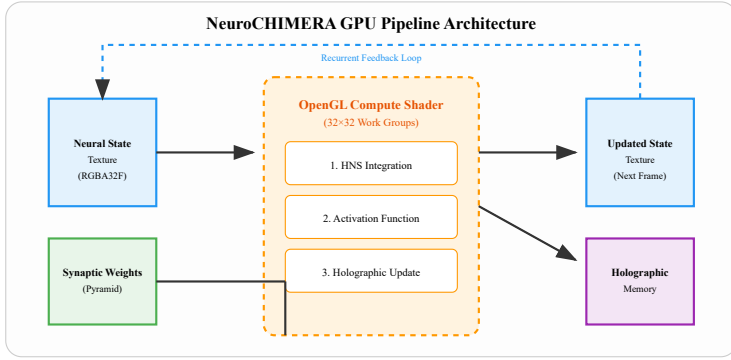 NeuroCHIMERA GPU Pipeline Architecture
Recurrent Feedback Loop
Neural State
Texture
(RGBA32F)
OpenGL Compute Shader
(32×32 Work Groups)
1. HNS Integration
2. Activation Function
3. Holographic Update
Updated State
Texture
(Next Frame)
Synaptic Weights
(Pyramid)
Holographic
Memory